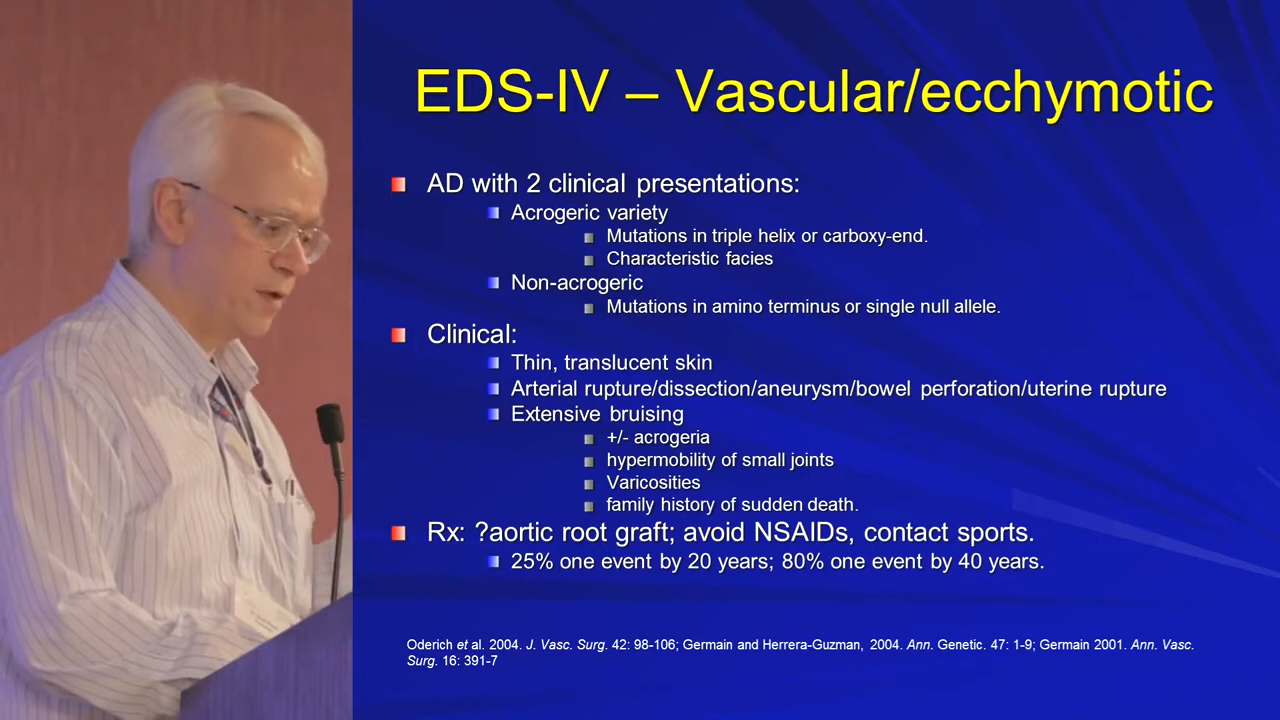 EDS-IV – Vascular/ecchymotic
AD with 2 clinical presentations:
Acrogeric variety
Mutations in triple helix or carboxy-end.
Characteristic facies
Non-acrogeric
Mutations in amino terminus or single null allele.
Clinical:
Thin, translucent skin
Arterial rupture/dissection/aneurysm/bowel perforation/uterine rupture
Extensive bruising
+/- acrogeria
hypermobility of small joints
Varicosities
family history of sudden death.
Rx: ?aortic root graft; avoid NSAIDs, contact sports.
25% one event by 20 years; 80% one event by 40 years.
Oderich et al. 2004. J. Vasc. Surg. 42: 98-106; Germain and Herrera-Guzman, 2004. Ann. Genetic. 47: 1-9; Germain 2001. Ann. Vasc.
Surg. 16: 391-7